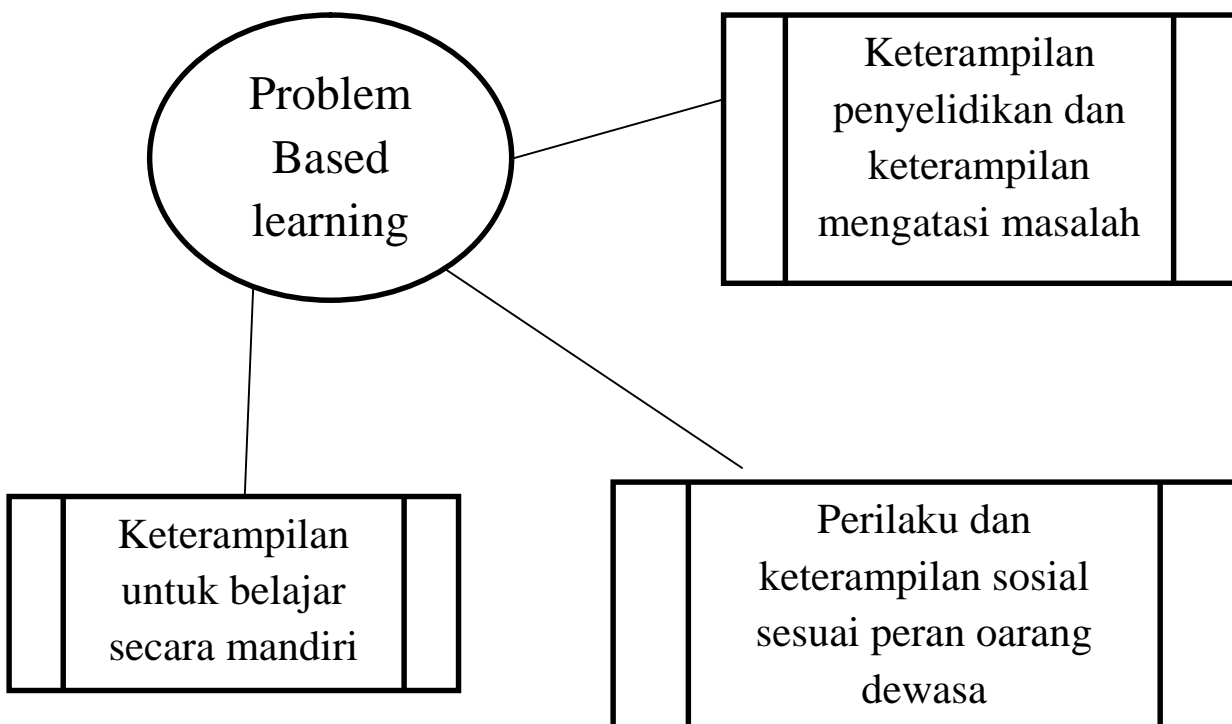 Problem
Based
learning
Keterampilan
penyelidikan dan
keterampilan
mengatasi masalah
Keterampilan
untuk belajar
secara mandiri
Perilaku dan
keterampilan sosial
sesuai peran oarang
dewasa